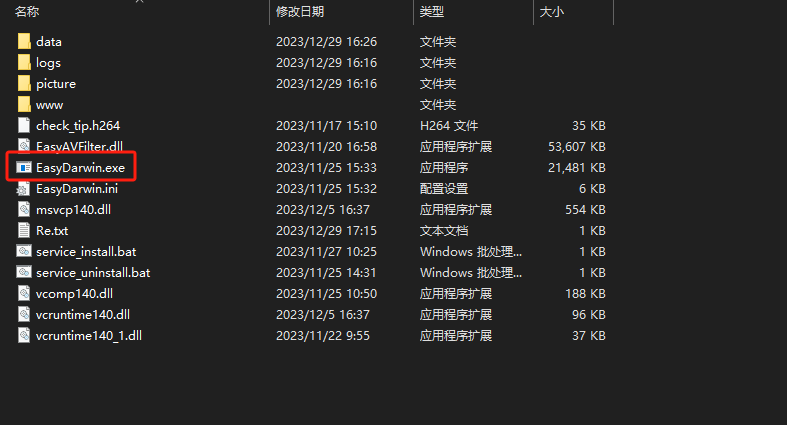 名称 修改日期 类型 大小
data 2023/12/29 16:26 文件夹
logs 2023/12/29 16:16 文件夹
picture 2023/12/29 16:16 文件夹
www 文件夹
check_tip.h264 2023/11/17 15:10 H264 文件 35 KB
EasyAVFilter.dll 2023/11/20 16:58 应用程序扩展 53,607 KB
EasyDarwin.exe 2023/11/25 15:33 应用程序 21,481 KB
EasyDarwin.ini 2023/11/25 15:32 配置设置 6 KB
msvcp140.dll 2023/12/5 16:37 应用程序扩展 554 KB
Re.txt 2023/12/29 17:15 文本文档 1 KB
service_install.bat 2023/11/27 10:25 Windows 批处理... 1 KB
service_uninstall.bat 2023/11/25 14:31 Windows 批处理... 1 KB
vcomp140.dll 2023/11/25 10:50 应用程序扩展 188 KB
vcruntime140.dll 2023/12/5 16:37 应用程序扩展 96 KB
vcruntime140_1.dll 2023/11/22 9:55 应用程序扩展 37 KB